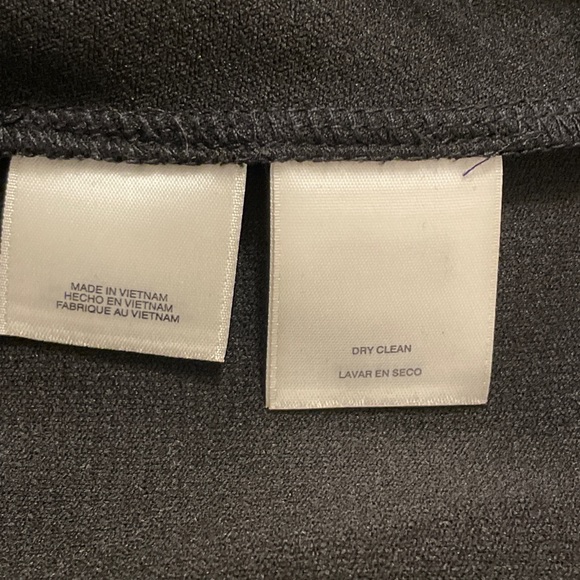 MADE IN VIETNAM
HECHO EN VIETNAM
FABRIQUE AU VIETNAM
DRY CLEAN
LAVAR EN SECO